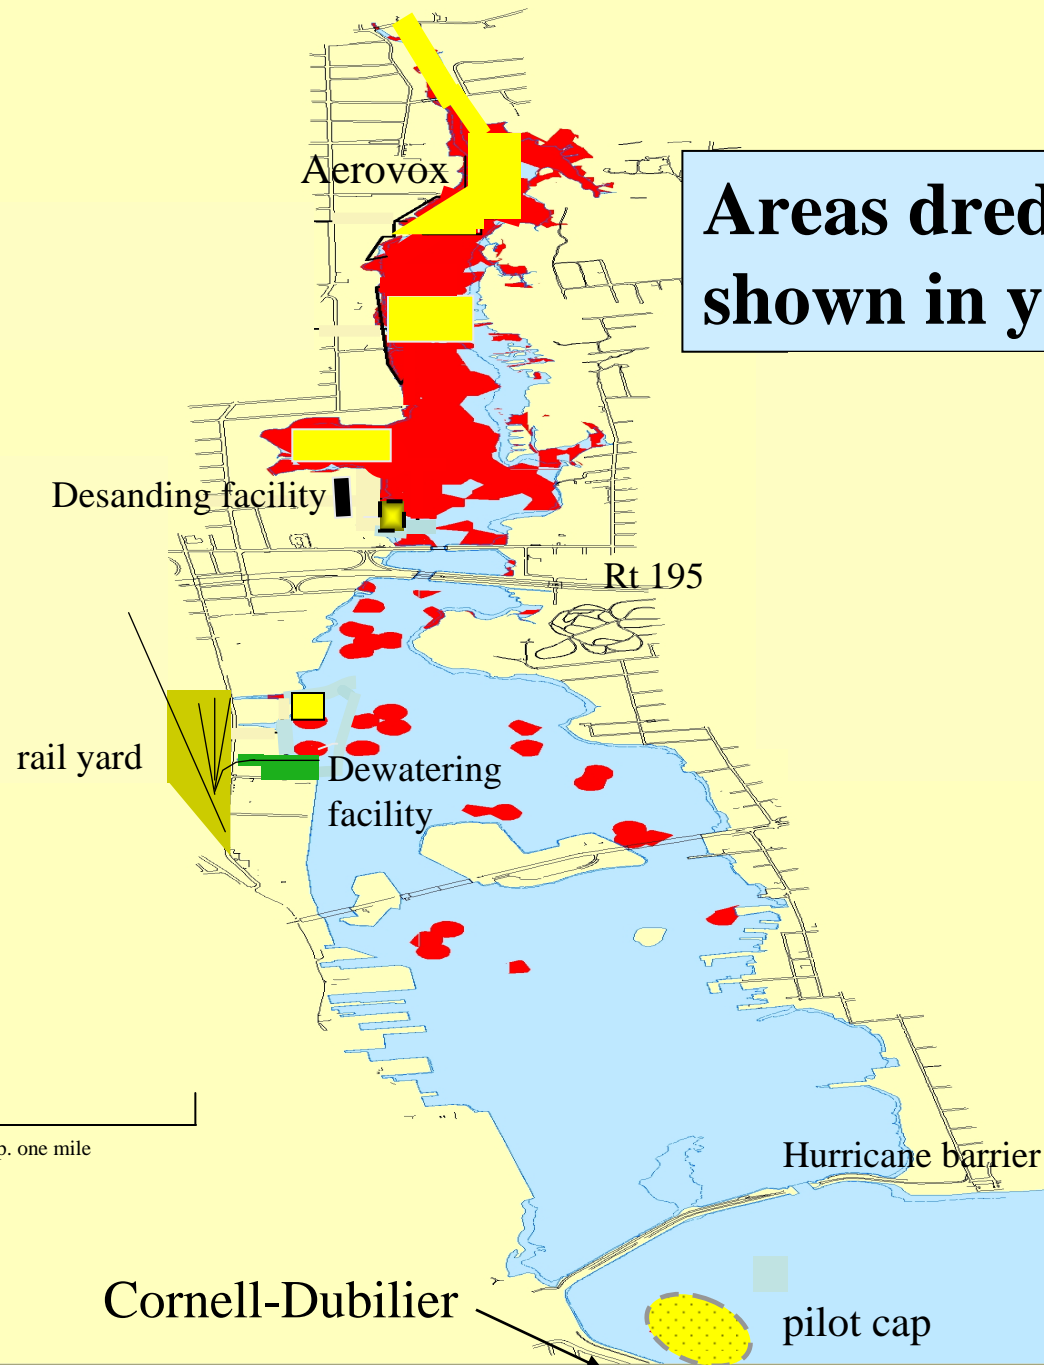 Aerovox
Areas
shown in
Desanding facility
Rt 195
rail yard
Dewatering
facility
one mile
Hurricane barrier
Cornell-Dubilier
pilot cap